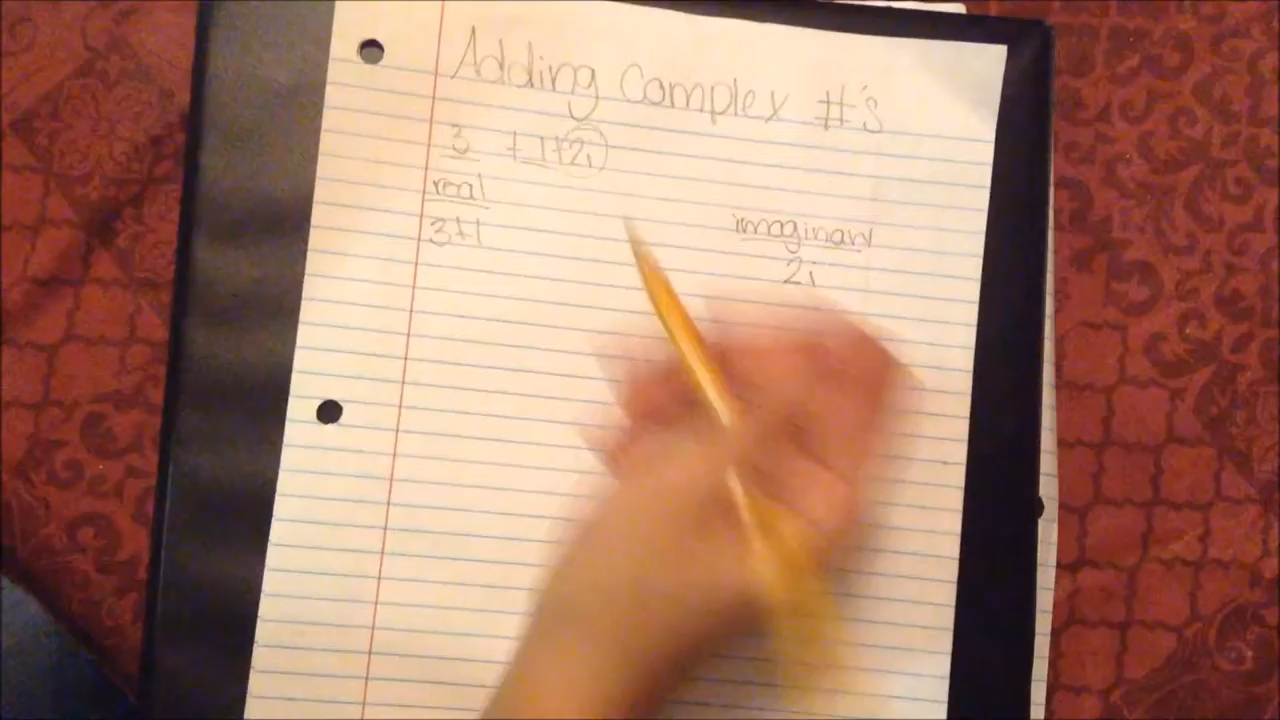 Adding Complex #'s
3 + 1+2i
real
3+1
imaginary
2i